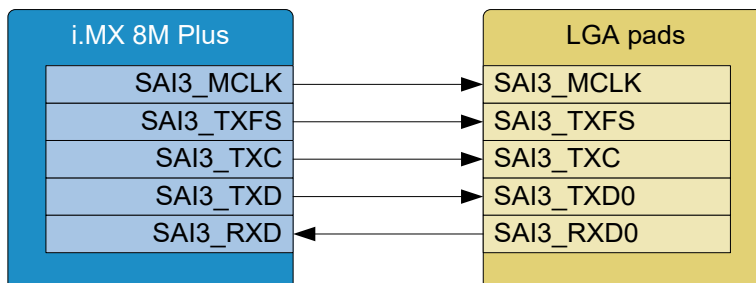 i.MX 8M Plus
LGA pads
SAI3_MCLK
SAI3_MCLK
SAI3_TXFS
SAI3_TXFS
SAI3_TXC
SAI3_TXC
SAI3_TXD
SAI3_TXD0
SAI3_RXD
SAI3_RXD0